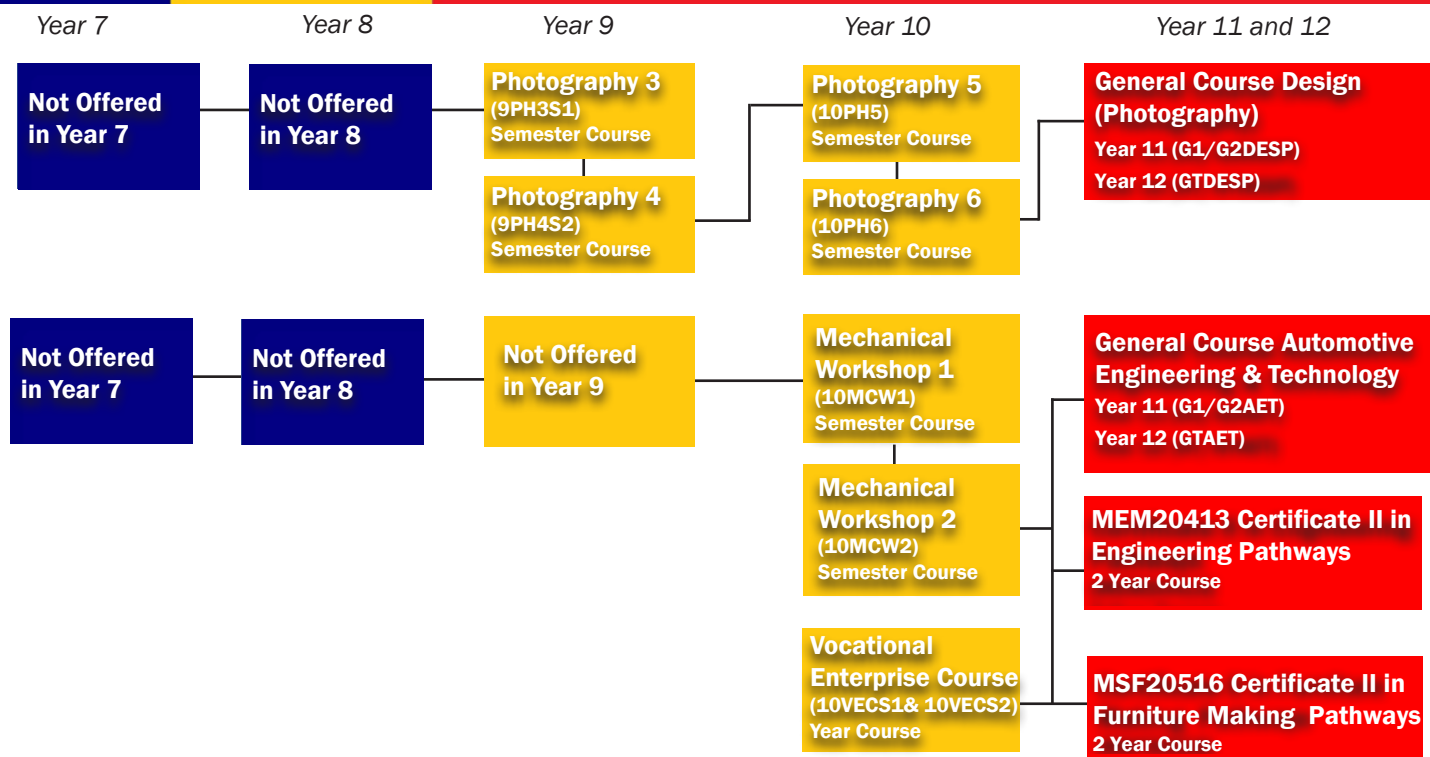 Year 7
Year 8
Year 9
Year 10
Year 11 and 12
Not Offered
in Year 7
Not Offered
in Year 8
Photography 3
(9PH3S1)
Semester Course
Photography 4
(9PH4S2)
Semester Course
Photography 5
(10PH5)
Semester Course
Photography 6
(10PH6)
Semester Course
General Course Design
(Photography)
Year 11 (G1/G2DESP)
Year 12 (GTDESP)
Not Offered
in Year 7
Not Offered
in Year 8
Not Offered
in Year 9
Mechanical
Workshop 1
(10MCW1)
Semester Course
Mechanical
Workshop 2
(10MCW2)
Semester Course
Vocational
Enterprise Course
(10VECS1& 10VECS2)
Year Course
General Course Automotive
Engineering & Technology
Year 11 (G1/G2AET)
Year 12 (GTAET)
MEM20413 Certificate II in
Engineering Pathways
2 Year Course
MSF20516 Certificate II in
Furniture Making Pathways
2 Year Course